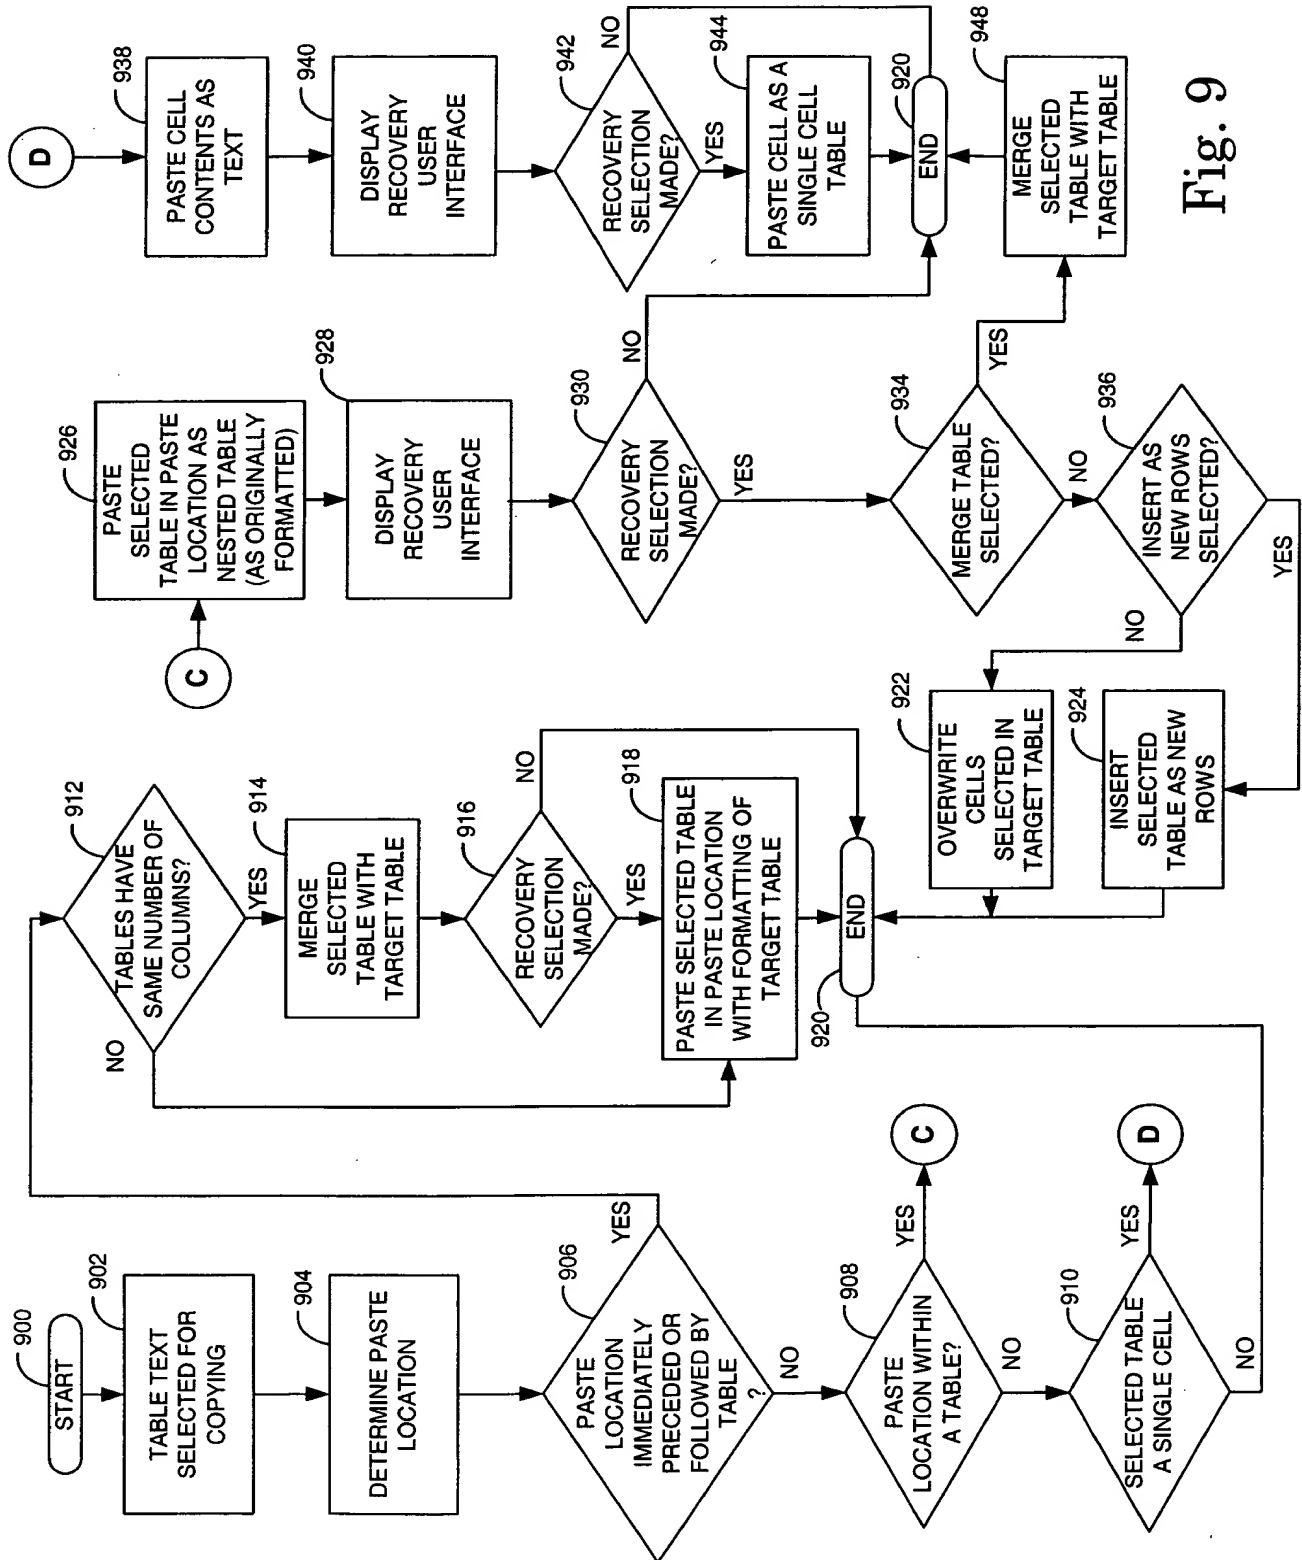 900
START
902
TABLE TEXT
SELECTED FOR
COPYING
904
DETERMINE PASTE
LOCATION
906
PASTE
LOCATION
IMMEDIATELY
PRECEDED OR
FOLLOWED BY
TABLE
?
YES
NO
908
PASTE
LOCATION WITHIN
A TABLE?
YES
C
NO
910
SELECTED TABLE
A SINGLE CELL
YES
D
NO
912
TABLES HAVE
SAME NUMBER OF
COLUMNS?
NO
YES
914
MERGE
SELECTED
TABLE WITH
TARGET TABLE
916
RECOVERY
SELECTION
MADE?
NO
YES
918
PASTE SELECTED TABLE
IN PASTE LOCATION
WITH FORMATTING OF
TARGET TABLE
920
END
922
OVERWRITE
CELLS
SELECTED IN
TARGET TABLE
924
INSERT
SELECTED
TABLE AS NEW
ROWS
C
926
PASTE
SELECTED
TABLE IN PASTE
LOCATION AS
NESTED TABLE
(AS ORIGINALLY
FORMATTED)
928
DISPLAY
RECOVERY
USER
INTERFACE
930
RECOVERY
SELECTION
MADE?
NO
YES
934
MERGE TABLE
SELECTED?
YES
NO
936
INSERT AS
NEW ROWS
SELECTED?
NO
YES
D
938
PASTE CELL
CONTENTS AS
TEXT
940
DISPLAY
RECOVERY
USER
INTERFACE
942
RECOVERY
SELECTION
MADE?
NO
YES
944
PASTE CELL AS A
SINGLE CELL
TABLE
920
END
948
MERGE
SELECTED
TABLE WITH
TARGET TABLE
Fig. 9